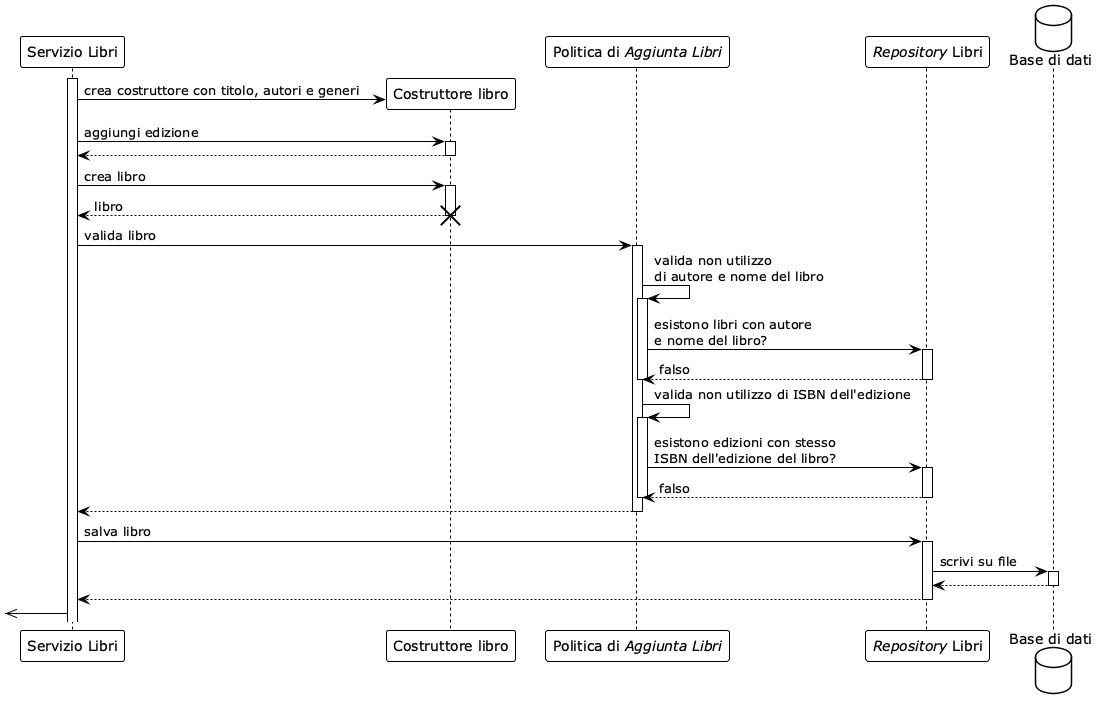 Servizio Libri
Politica di Aggiunta Libri
Repository Libri
Base di dati
crea costruttore con titolo, autori e generi
Costruttore libro
aggiungi edizione
crea libro
libro
valida libro
valida non utilizzo
di autore e nome del libro
esistono libri con autore
e nome del libro?
falso
valida non utilizzo di ISBN dell'edizione
esistono edizioni con stesso
ISBN dell'edizione del libro?
falso
salva libro
scrivi su file
Servizio Libri
Costruttore libro
Politica di Aggiunta Libri
Repository Libri
Base di dati